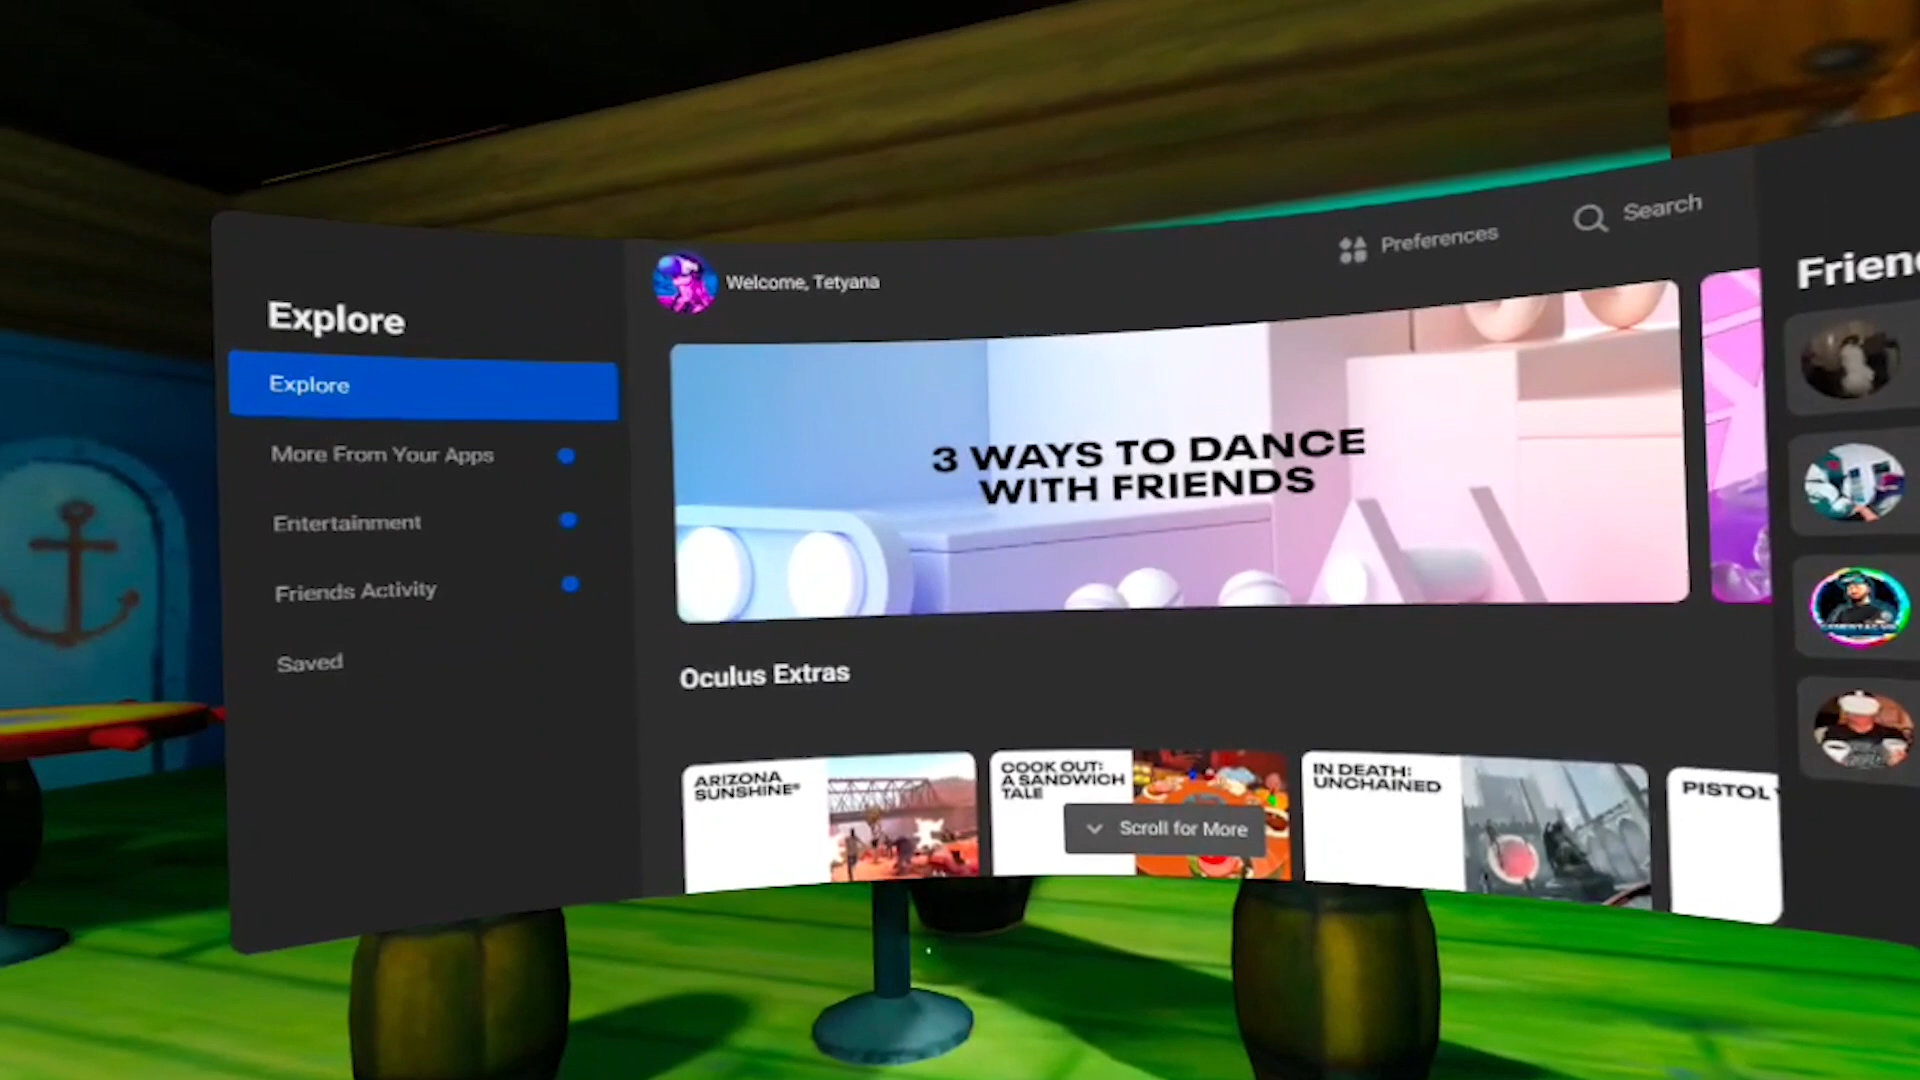 Explore
Explore
More From Your Apps
Entertainment
Friends Activity
Saved
Welcome, Tetyana
Preferences
Search
3 WAYS TO DANCE
WITH FRIENDS
Oculus Extras
ARIZONA
SUNSHINE®
COOK OUT:
A SANDWICH
TALE
Scroll for More
IN DEATH:
UNCHAINED
PISTOL
Frien